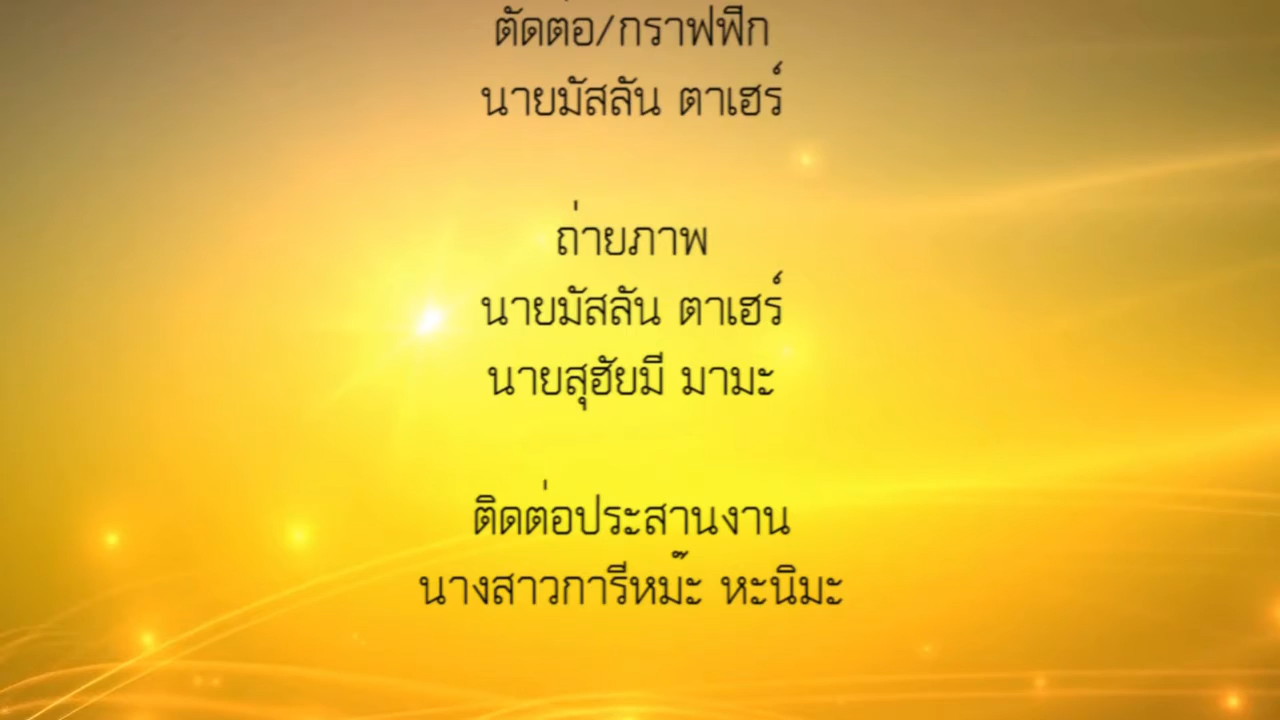 ตัดต่อ/กราฟฟิก
นายมัสลัน ตาเฮร์
ถ่ายภาพ
นายมัสลัน ตาเฮร์
นายสุฮัยมี มามะ
ติดต่อประสานงาน
นางสาวการีหม๊ะ หะนิมะ